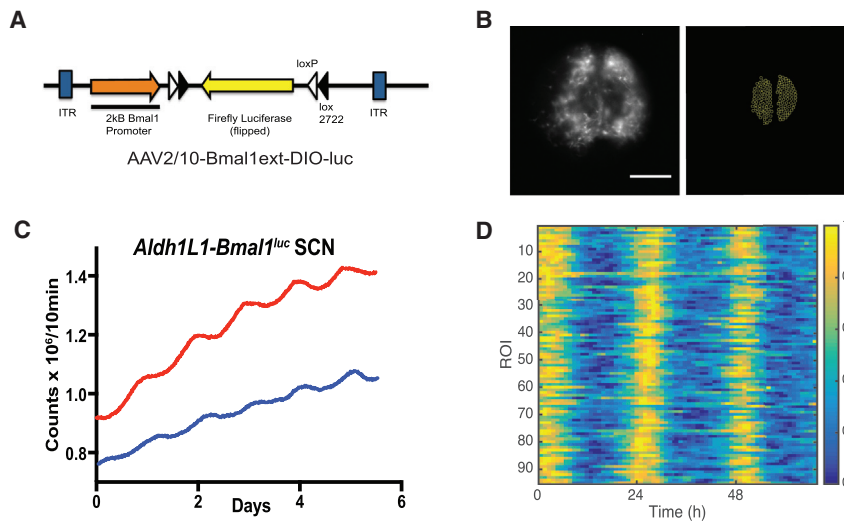 A
loxP
ITR
2kB Bmal1
Promoter
Firefly Luciferase
(flipped)
lox
2722
ITR
AAV2/10-Bmal1ext-DIO-luc
B
C
Aldh1L1-Bmal1luc SCN
Counts x 10⁶/10min
1.4
1.2
1.0
0.8
0
2
4
6
Days
D
ROI
10
20
30
40
50
60
70
80
90
0
24
48
Time (h)